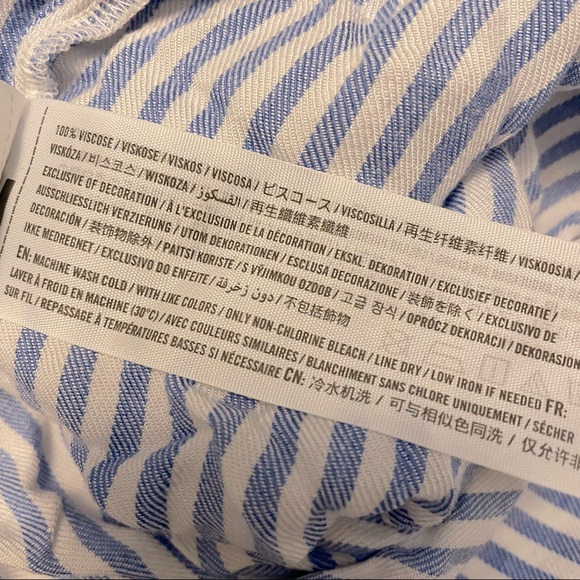 100% VISCOSE / VISKOSE / VISKOS / VISCOSA / ビスコース / VISCOSILLA / 再生纤维素纤维 / VISKOOSIA
VISKÓZA / 비스코스 / WISKOZA / الفسكوز / 再生纖維素纖維
EXCLUSIVE OF DECORATION / À L'EXCLUSION DE LA DÉCORATION / EKSKL. DEKORATION / EXCLUSIEF DECORATIE /
AUSSCHLIESSLICH VERZIERUNG / UTOM DEKORATIONEN / ESCLUSA DECORAZIONE / 装飾を除く / EXCLUSIVO DE
DECORACIÓN / 装饰物除外 / PAITSI KORISTE / S VÝJIMKOU OZDOB / 고급 장식 / OPRÓCZ DEKORACJI / DEKORASJON
IKKE MEDREGNET / EXCLUSIVO DO ENFEITE / دون زخرفة / 不包括飾物
EN: MACHINE WASH COLD / WITH LIKE COLORS / ONLY NON-CHLORINE BLEACH / LINE DRY / LOW IRON IF NEEDED FR:
LAVER À FROID EN MACHINE (30°C) / AVEC COULEURS SIMILAIRES / BLANCHIMENT SANS CHLORE UNIQUEMENT / SÉCHER
SUR FIL / REPASSAGE À TEMPÉRATURES BASSES SI NÉCESSAIRE CN: 冷水机洗 / 可与相似色同洗 / 仅允许非